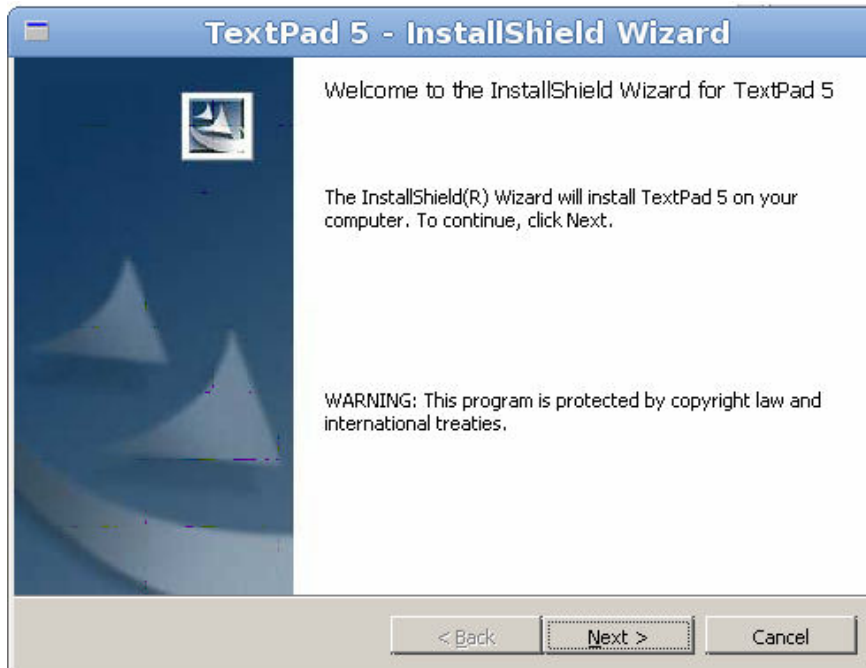 TextPad 5 - InstallShield Wizard
Welcome to the InstallShield Wizard for TextPad 5
The InstallShield(R) Wizard will install TextPad 5 on your
computer. To continue, click Next.
WARNING: This program is protected by copyright law and
international treaties.
< Back Next > Cancel